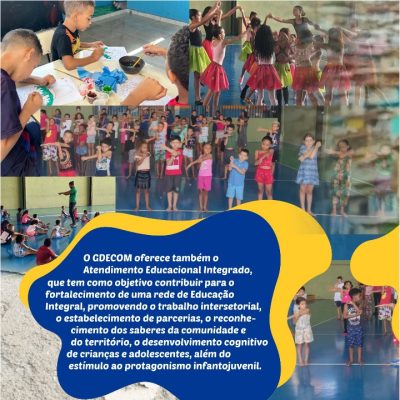 O GDECOM oferece também o
Atendimento Educacional Integrado,
que tem como objetivo contribuir para o
fortalecimento de uma rede de Educação
Integral, promovendo o trabalho intersetorial,
o estabelecimento de parcerias, o reconhe-
cimento dos saberes da comunidade e
do território, o desenvolvimento cognitivo
de crianças e adolescentes, além do
estímulo ao protagonismo infantojuvenil.